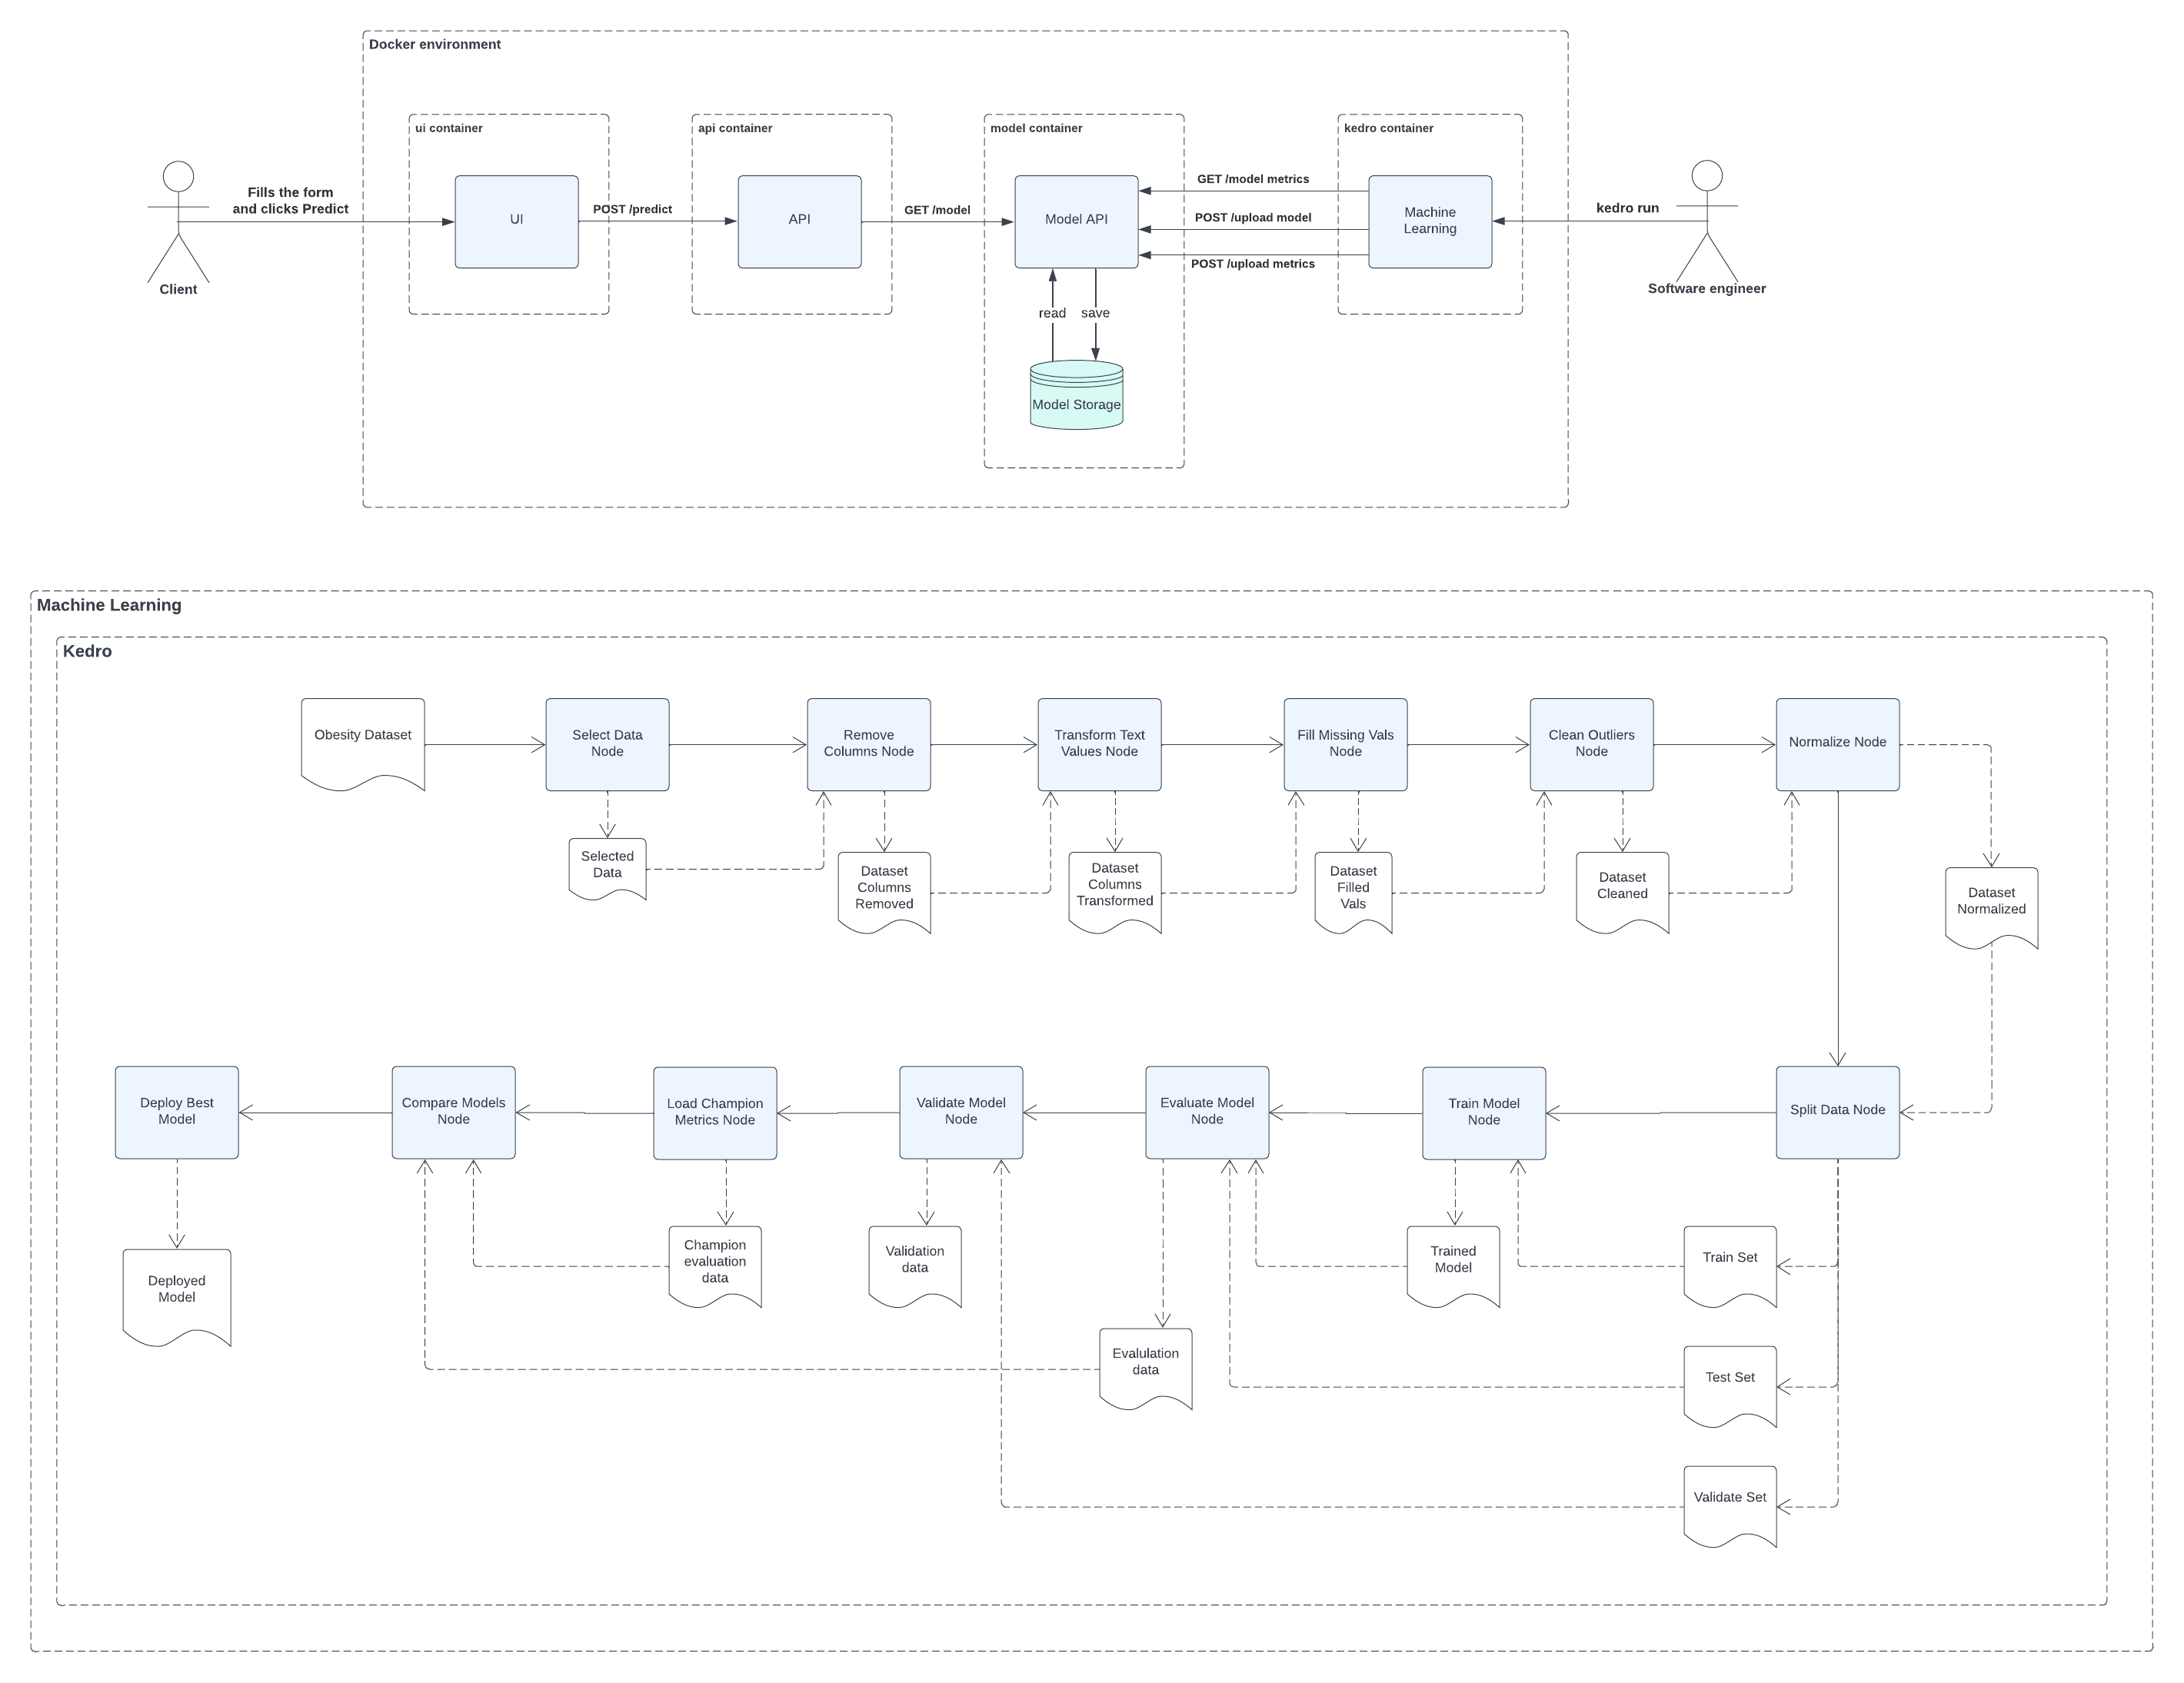 Docker environment
ui container
api container
model container
kedro container
Fills the form
and clicks Predict
UI
POST /predict
API
GET /model
Model API
GET /model metrics
POST /upload model
POST /upload metrics
Machine
Learning
kedro run
Client
Software engineer
read
save
Model Storage
Machine Learning
Kedro
Obesity Dataset
Select Data
Node
Remove
Columns Node
Transform Text
Values Node
Fill Missing Vals
Node
Clean Outliers
Node
Normalize Node
Selected
Data
Dataset
Columns
Removed
Dataset
Columns
Transformed
Dataset
Filled
Vals
Dataset
Cleaned
Dataset
Normalized
Deploy Best
Model
Compare Models
Node
Load Champion
Metrics Node
Validate Model
Node
Evaluate Model
Node
Train Model
Node
Split Data Node
Deployed
Model
Champion
evaluation
data
Validation
data
Trained
Model
Train Set
Evalulation
data
Test Set
Validate Set